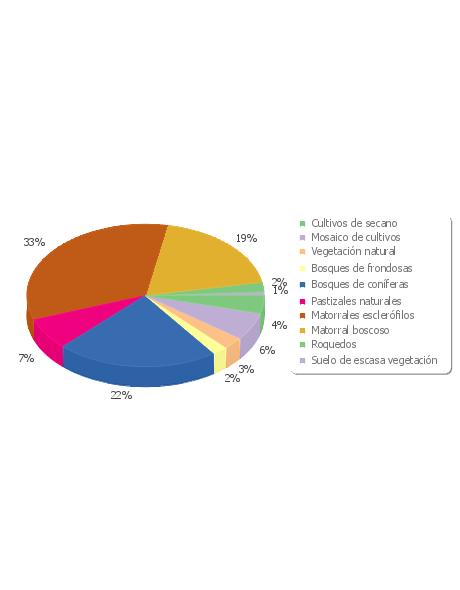 33%
19%
2%
1%
4%
6%
3%
2%
22%
7%
Cultivos de secano
Mosaico de cultivos
Vegetación natural
Bosques de frondosas
Bosques de coníferas
Pastizales naturales
Matorrales esclerófilos
Matorral boscoso
Roquedos
Suelo de escasa vegetación